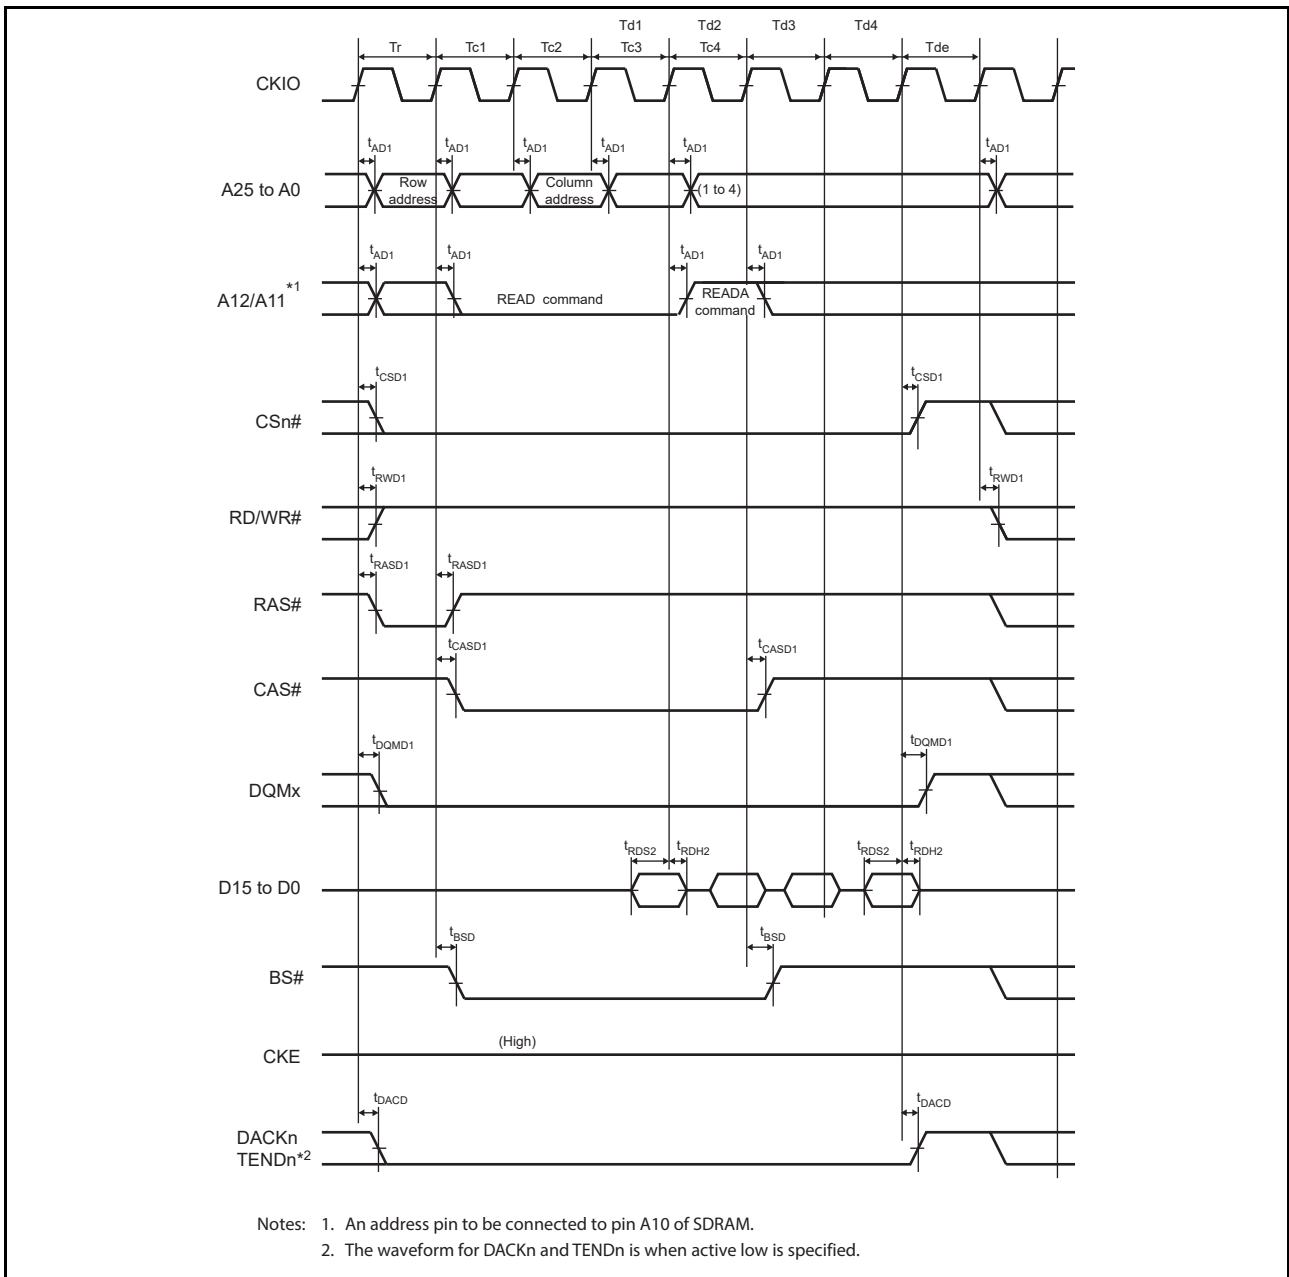 Td1 Td2 Td3 Td4
Tr Tc1 Tc2 Tc3 Tc4 Tde
CKIO
tAD1 tAD1 tAD1 tAD1 tAD1 tAD1
A25 to A0
Row address
Column address
(1 to 4)
tAD1 tAD1 tAD1 tAD1
A12/A11*1
READ command
READA command
tCSD1 tCSD1
CSn#
tRWD1 tRWD1
RD/WR#
tRASD1 tRASD1
RAS#
tCASD1 tCASD1
CAS#
tDQMD1 tDQMD1
DQMx
tRDS2 tRDH2 tRDS2 tRDH2
D15 to D0
tBSD tBSD
BS#
(High)
CKE
tDACD tDACD
DACKn
TENDn*2
Notes: 1. An address pin to be connected to pin A10 of SDRAM.
2. The waveform for DACKn and TENDn is when active low is specified.